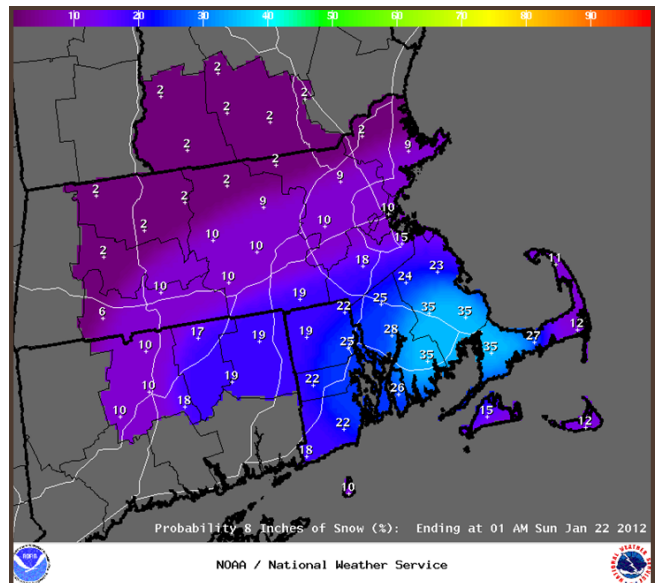 10 20 30 40 50 60 70 80 90
2
2 2
2 2
2 2 9
2
2 9
2 2 9
2 10 10
10 15
2 10 18 11
10 10 24 23
6 19 22 25 35 35 12
10 17 19 19 25 28 27
35 35
10 19 22 26
10 18 22 15 12
18
10
Probability 8 Inches of Snow (%): Ending at 01 AM Sun Jan 22 2012
NOAA / National Weather Service